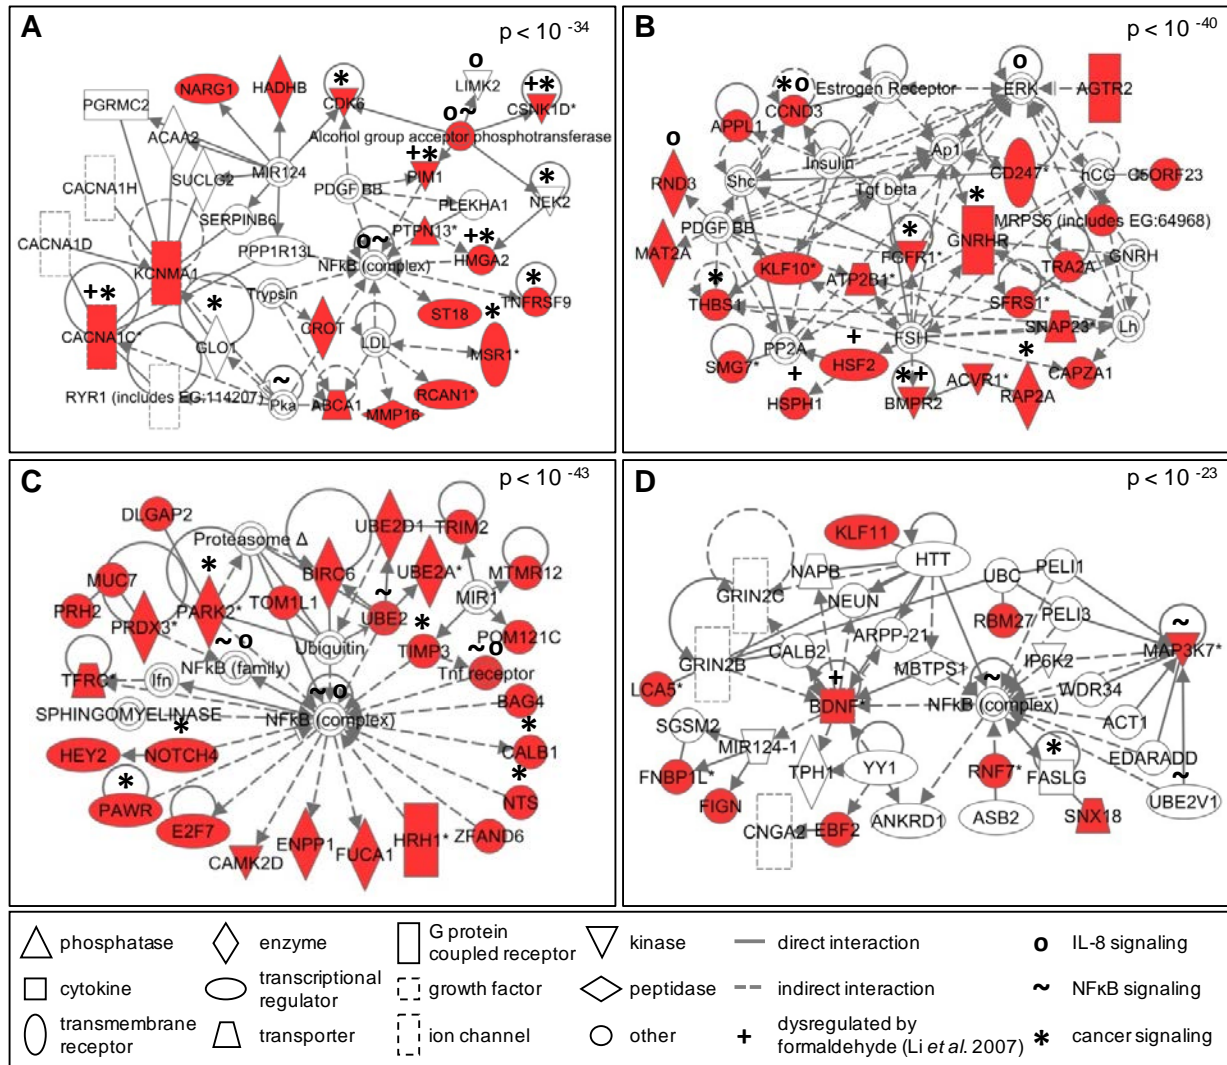 A
p < 10 -34
o
LIMK2
NARG1
HADHB
*
CDK6
+*
CSNK1D*
PGRMC2
ACAA2
o~
Alcohol group acceptor phosphotransferase
MIR124
+*
PIM1
CACNA1H
SUCLG2
PDGF BB
*
NEK2
PLEKHA1
SERPINB6
PTPN13*
CACNA1D
PPP1R13L
o~
NFkB (complex)
+*
HMGA2
KCNMA1
*
TNFRSF9
Trypsin
+*
CACNA1C*
*
GLO1
CROT
ST18
*
LDL
MSR1*
RYR1 (includes EG:114207)
~
Pka
ABCA1
RCAN1*
MMP16
B
p < 10 -40
*o
CCND3
Estrogen Receptor
o
ERK
AGTR2
APPL1
o
RND3
Insulin
Ap1
Shc
Tgf beta
CD247*
hCG
C5ORF23
MAT2A
PDGF BB
*
MRPS6 (includes EG:64968)
*
FGFR1*
GNRHR
GNRH
KLF10*
ATP2B1*
TRA2A
*
THBS1
SFRS1*
SNAP23*
Lh
FSH
PP2A
+
HSF2
*
CAPZA1
SMG7*
+
HSPH1
*+
BMPR2
ACVR1*
RAP2A
C
p < 10 -43
DLGAP2
Proteasome Δ
UBE2D1
TRIM2
MUC7
*
PARK2*
BIRC6
UBE2A*
MTMR12
PRH2
PRDX3*
TOM1L1
~
UBE2
MIR1
~ o
NFkB (family)
Ubiquitin
*
TIMP3
POM121C
~ o
Tnf receptor
TFRC*
Ifn
SPHINGOMYELINASE
~ o
NFkB (complex)
BAG4
*
CALB1
HEY2
*
NOTCH4
*
PAWR
*
NTS
E2F7
ZFAND6
CAMK2D
ENPP1
FUCA1
HRH1*
D
p < 10 -23
KLF11
HTT
NAPB
UBC
PELI1
GRIN2C
NEUN
PELI3
RBM27
~
MAP3K7*
ARPP-21
GRIN2B
CALB2
MBTPS1
IP6K2
LCA5*
+
BDNF*
~
NFkB (complex)
WDR34
ACT1
SGSM2
MIR124-1
EDARADD
FNBP1L*
TPH1
YY1
RNF7*
*
FASLG
~
UBE2V1
FIGN
CNGA2
EBF2
ANKRD1
ASB2
SNX18
phosphatase
enzyme
G protein
coupled receptor
kinase
direct interaction
o IL-8 signaling
cytokine
transcriptional
regulator
growth factor
peptidase
indirect interaction
~ NFκB signaling
transmembrane
receptor
transporter
ion channel
other
+ dysregulated by
formaldehyde (Li et al. 2007)
* cancer signaling